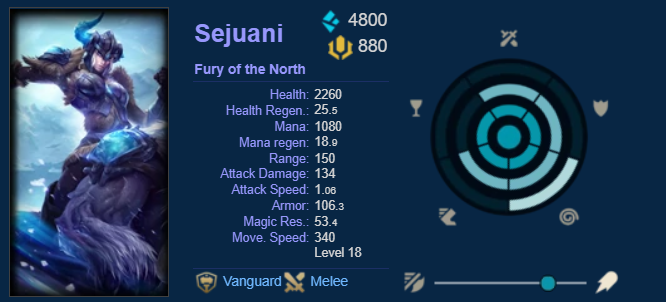 Sejuani
4800
880
Fury of the North
Health: 2260
Health Regen.: 25.5
Mana: 1080
Mana regen: 18.9
Range: 150
Attack Damage: 134
Attack Speed: 1.06
Armor: 106.3
Magic Res.: 53.4
Move. Speed: 340
Level 18
Vanguard Melee